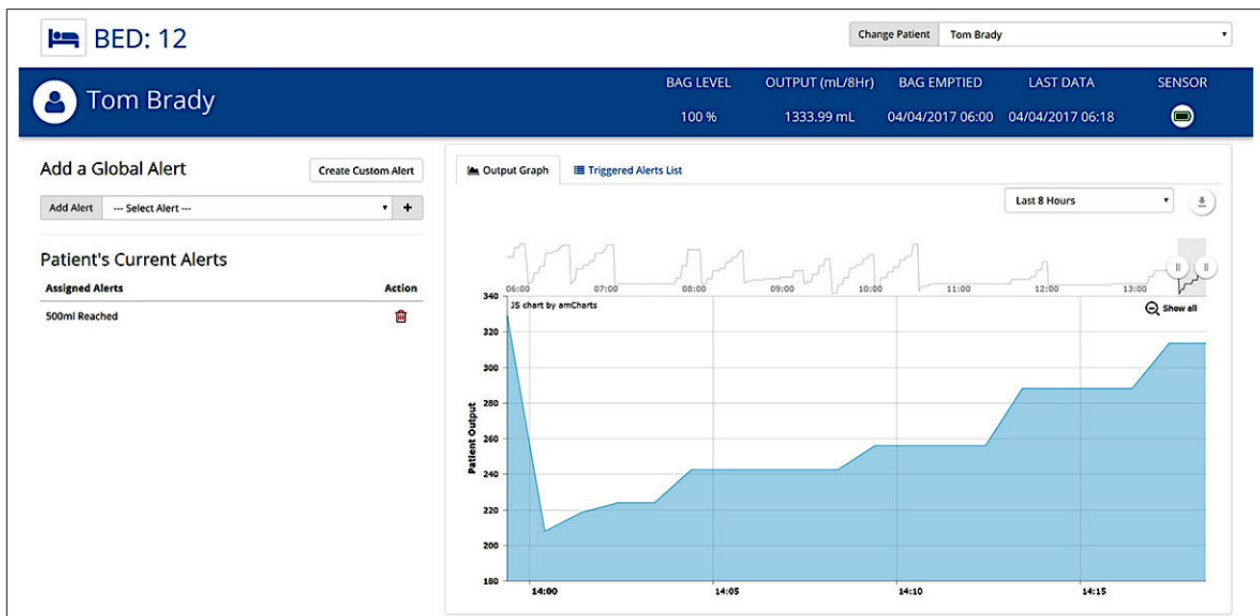 BED: 12
Change Patient Tom Brady
Tom Brady
BAG LEVEL OUTPUT (mL/8Hr) BAG EMPTIED LAST DATA SENSOR
100 % 1333.99 mL 04/04/2017 06:00 04/04/2017 06:18
Add a Global Alert
Create Custom Alert
Add Alert --- Select Alert --- +
Patient's Current Alerts
Assigned Alerts Action
500ml Reached
Output Graph Triggered Alerts List
Last 8 Hours
06:00 07:00 08:00 09:00 10:00 11:00 12:00 13:00
JS chart by amCharts
Show all
Patient Output
340
320
300
280
260
240
220
200
180
14:00 14:05 14:10 14:15